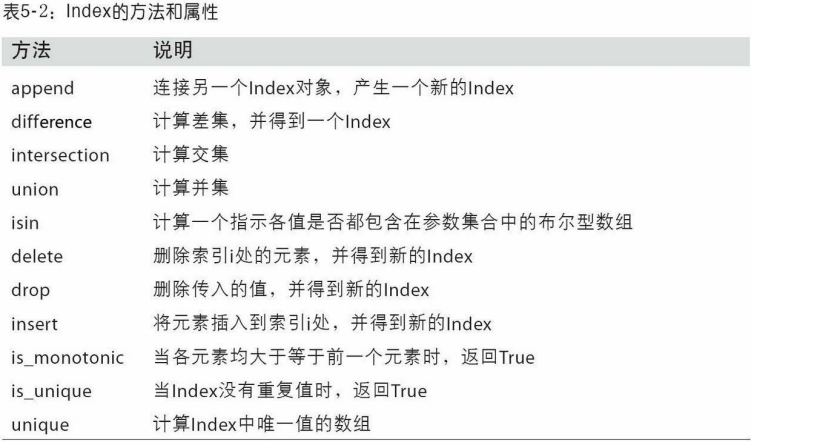 表5-2：Index的方法和属性
方法 说明
append 连接另一个Index对象，产生一个新的Index
difference 计算差集，并得到一个Index
intersection 计算交集
union 计算并集
isin 计算一个指示各值是否都包含在参数集合中的布尔型数组
delete 删除索引i处的元素，并得到新的Index
drop 删除传入的值，并得到新的Index
insert 将元素插入到索引i处，并得到新的Index
is_monotonic 当各元素均大于等于前一个元素时，返回True
is_unique 当Index没有重复值时，返回True
unique 计算Index中唯一值的数组